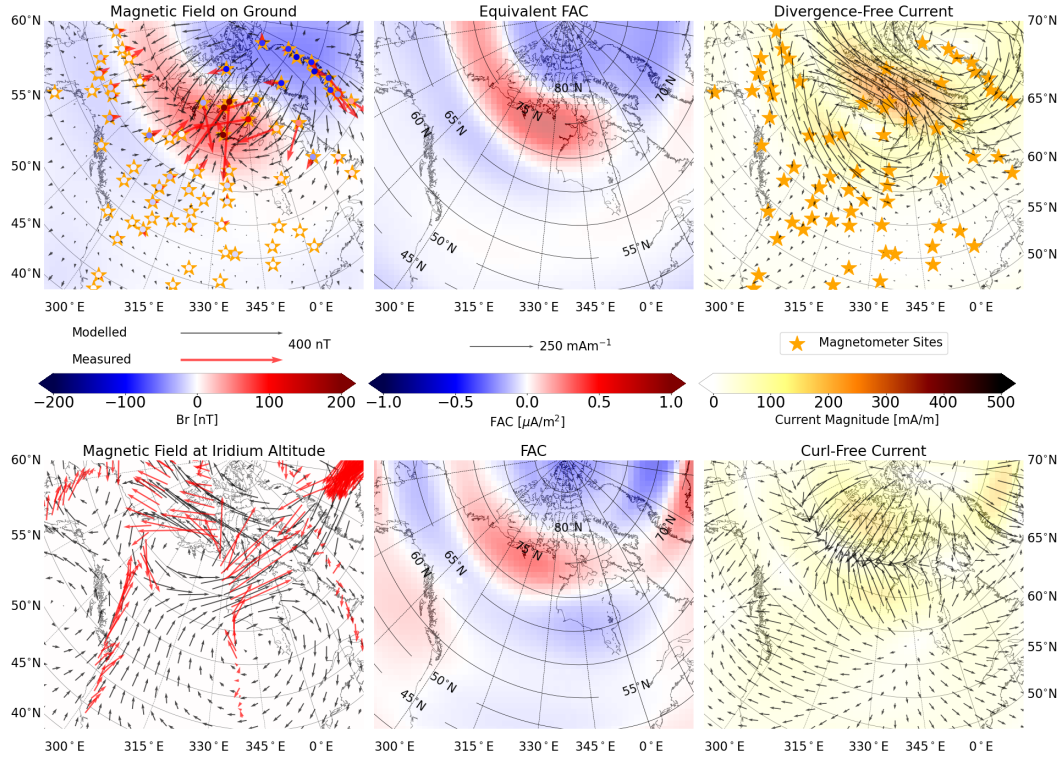 Magnetic Field on Ground
Equivalent FAC
Divergence-Free Current
60°N
55°N
50°N
45°N
40°N
80°N
75°N
70°N
65°N
60°N
50°N
45°N
55°N
70°N
65°N
60°N
55°N
50°N
300°E
315°E
330°E
345°E
0°E
315°E
330°E
345°E
0°E
300°E
315°E
330°E
345°E
0°E
300°E
Modelled
Measured
400 nT
250 mAm⁻¹
Magnetometer Sites
−200
−100
0
100
200
Br [nT]
−1.0
−0.5
0.0
0.5
1.0
FAC [μA/m²]
0
100
200
300
400
500
Current Magnitude [mA/m]
Magnetic Field at Iridium Altitude
FAC
Curl-Free Current
60°N
55°N
50°N
45°N
40°N
80°N
75°N
70°N
65°N
60°N
50°N
45°N
55°N
70°N
65°N
60°N
55°N
50°N
300°E
315°E
330°E
345°E
0°E
300°E
315°E
330°E
345°E
0°E
300°E
315°E
330°E
345°E
0°E